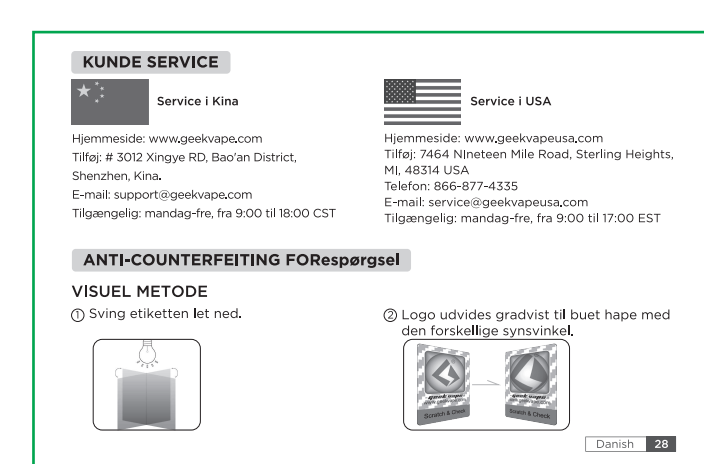 KUNDE SERVICE
Service i Kina
Hjemmeside: www.geekvape.com
Tilføj: # 3012 Xingye RD, Bao'an District,
Shenzhen, Kina.
E-mail: support@geekvape.com
Tilgængelig: mandag-fre, fra 9:00 til 18:00 CST
Service i USA
Hjemmeside: www.geekvapeusa.com
Tilføj: 7464 NIneteen Mile Road, Sterling Heights,
MI, 48314 USA
Telefon: 866-877-4335
E-mail: service@geekvapeusa.com
Tilgængelig: mandag-fre, fra 9:00 til 17:00 EST
ANTI-COUNTERFEITING FORespørgsel
VISUEL METODE
① Sving etiketten let ned.
② Logo udvides gradvist til buet hape med
den forskellige synsvinkel.
geek vape
Scratch & Check
geek vape
Scratch & Check
Danish 28